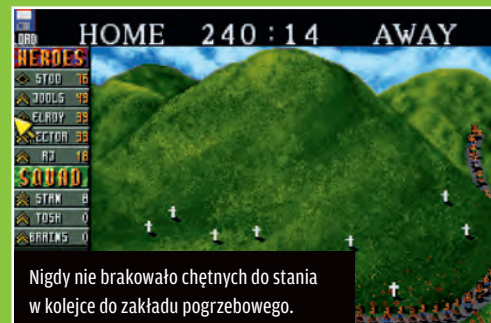 LOAD
HOME 240:14 AWAY
HEROES
STOO 76
JOOLS 49
ELROY 39
ECTOR 33
RJ 18
SQUAD
STAN 8
TOSH 0
BRAINS 0
Nigdy nie brakowało chętnych do stania
w kolejce do zakładu pogrzebowego.